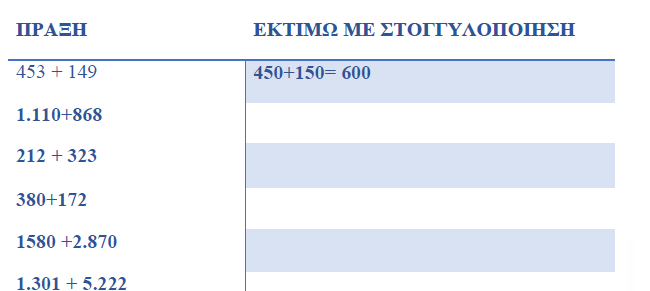 ΠΡΑΞΗ ΕΚΤΙΜΩ ΜΕ ΣΤΟΓΓΥΛΟΠΟΙΗΣΗ
453 + 149 450+150= 600
1.110+868
212 + 323
380+172
1580 +2.870
1.301 + 5.222